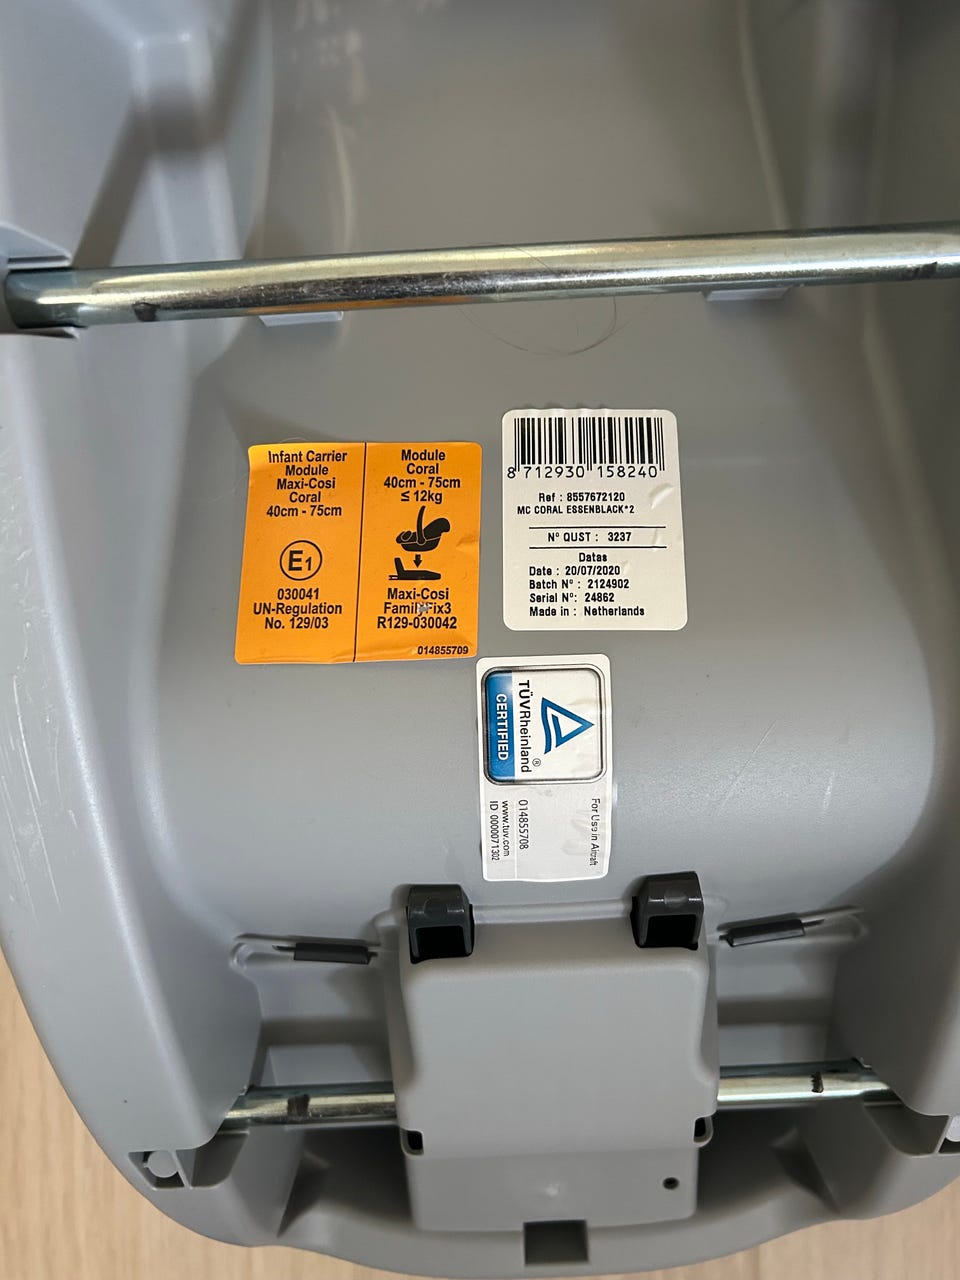 Infant Carrier
Module
Maxi-Cosi
Coral
40cm - 75cm
E1
030041
UN-Regulation
No. 129/03
Module
Coral
40cm - 75cm
≤ 12kg
Maxi-Cosi
FamilyFix3
R129-030042
014855709
8 712930 158240
Ref : 8557672120
MC CORAL ESSENBLACK*2
N° QUST : 3237
Datas
Date : 20/07/2020
Batch N° : 2124902
Serial N° : 24862
Made in : Netherlands
TÜVRheinland®
CERTIFIED
For Use in Aircraft
014855708
www.tuv.com
ID 0000071302